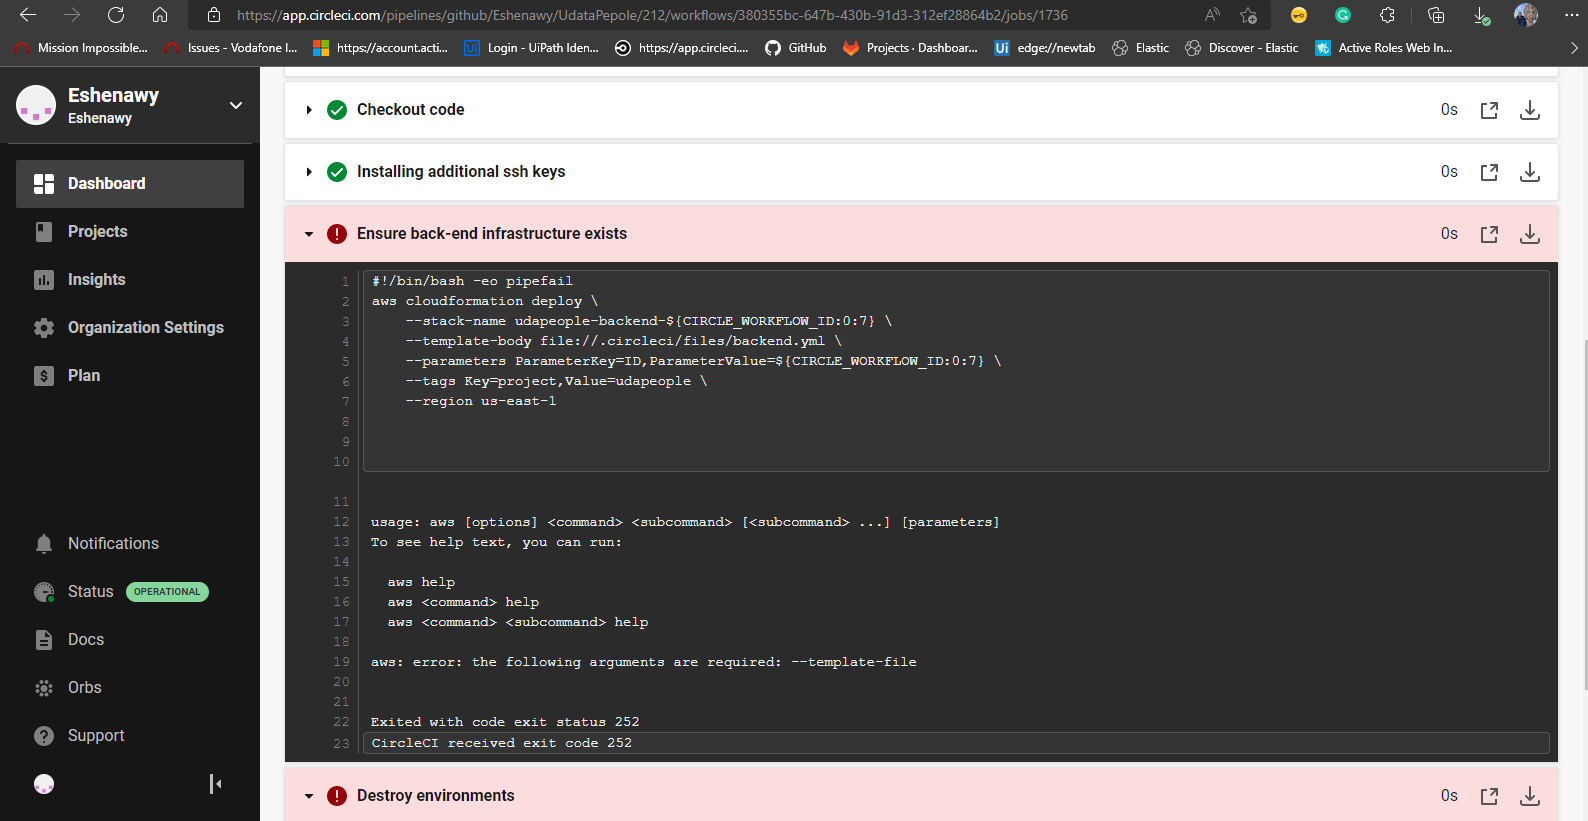 https://app.circleci.com/pipelines/github/Eshenawy/UdataPepole/212/workflows/380355bc-647b-430b-91d3-312ef28864b2/jobs/1736
Mission Impossible... Issues - Vodafone I... https://account.acti... Login - UiPath Iden... https://app.circleci.... GitHub Projects · Dashboar... edge://newtab Elastic Discover - Elastic Active Roles Web In...
Eshenawy
Eshenawy
Dashboard
Projects
Insights
Organization Settings
Plan
Notifications
Status OPERATIONAL
Docs
Orbs
Support
Checkout code 0s
Installing additional ssh keys 0s
Ensure back-end infrastructure exists 0s
1 #!/bin/bash -eo pipefail
2 aws cloudformation deploy \
3 --stack-name udapeople-backend-${CIRCLE_WORKFLOW_ID:0:7} \
4 --template-body file://.circleci/files/backend.yml \
5 --parameters ParameterKey=ID,ParameterValue=${CIRCLE_WORKFLOW_ID:0:7} \
6 --tags Key=project,Value=udapeople \
7 --region us-east-1
8
9
10
11
12 usage: aws [options] <command> <subcommand> [<subcommand> ...] [parameters]
13 To see help text, you can run:
14
15 aws help
16 aws <command> help
17 aws <command> <subcommand> help
18
19 aws: error: the following arguments are required: --template-file
20
21
22 Exited with code exit status 252
23 CircleCI received exit code 252
Destroy environments 0s